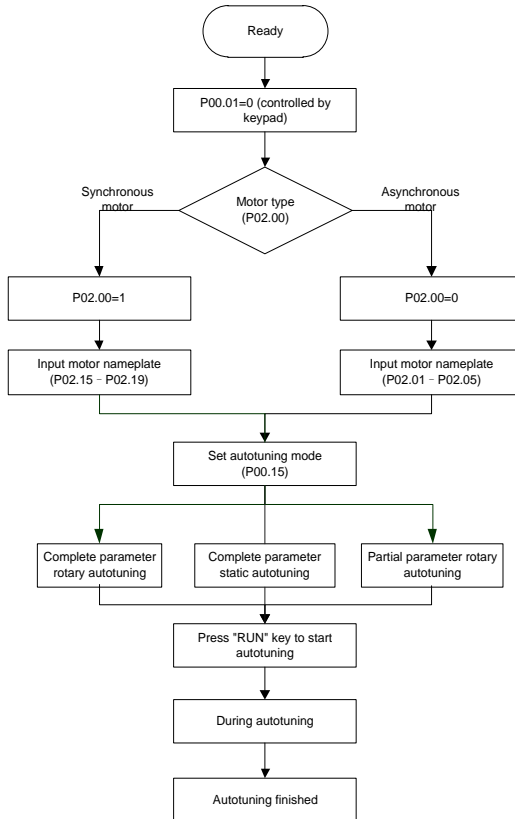 Ready
P00.01=0 (controlled by
keypad)
Synchronous
motor
Motor type
(P02.00)
Asynchronous
motor
P02.00=1
P02.00=0
Input motor nameplate
(P02.15 - P02.19)
Input motor nameplate
(P02.01 - P02.05)
Set autotuning mode
(P00.15)
Complete parameter
rotary autotuning
Complete parameter
static autotuning
Partial parameter rotary
autotuning
Press "RUN" key to start
autotuning
During autotuning
Autotuning finished